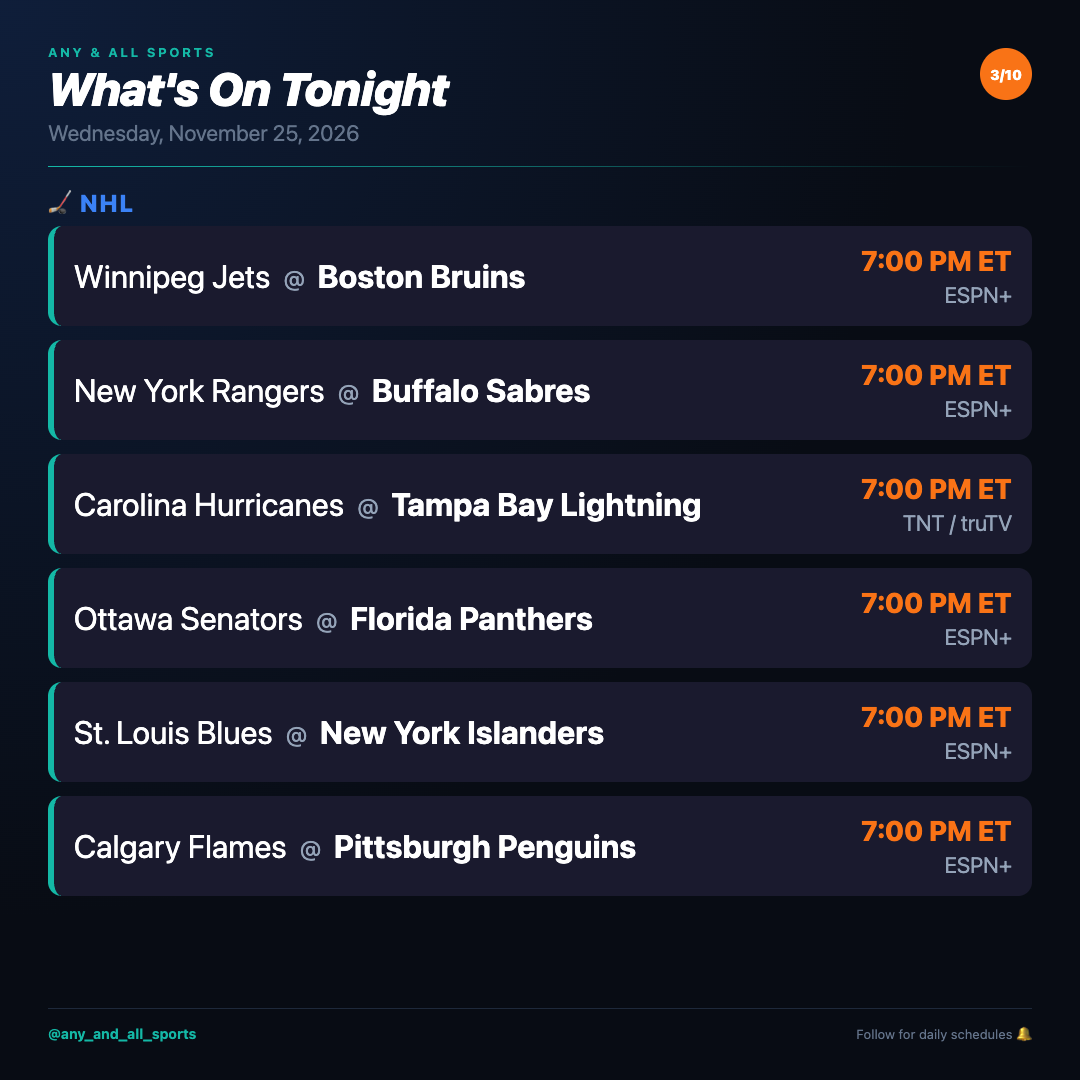 ANY & ALL SPORTS
What's On Tonight
3/10
Wednesday, November 25, 2026
NHL
Winnipeg Jets @ Boston Bruins
7:00 PM ET
ESPN+
New York Rangers @ Buffalo Sabres
7:00 PM ET
ESPN+
Carolina Hurricanes @ Tampa Bay Lightning
7:00 PM ET
TNT / truTV
Ottawa Senators @ Florida Panthers
7:00 PM ET
ESPN+
St. Louis Blues @ New York Islanders
7:00 PM ET
ESPN+
Calgary Flames @ Pittsburgh Penguins
7:00 PM ET
ESPN+
@any_and_all_sports
Follow for daily schedules 🔔